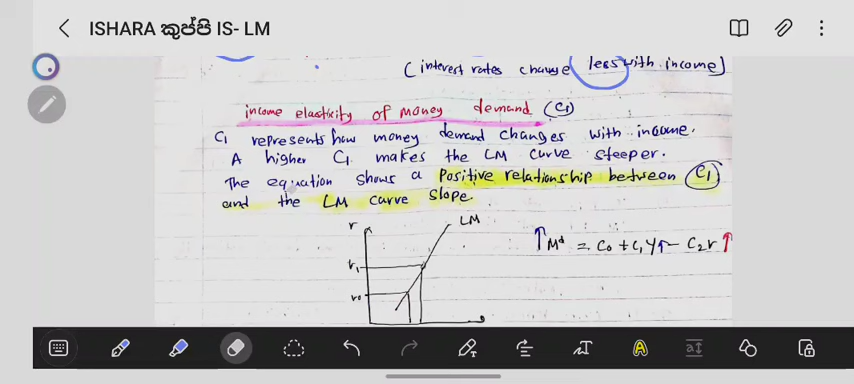 ISHARA කුප්පි IS- LM
(interest rates change less with income)
income elasticity of money demand (C1)
C1 represents how money demand changes with income.
A higher C1 makes the LM curve steeper.
The equation shows a positive relationship between C1
and the LM curve slope.
r
LM
↑Mᵈ = C₀ + C₁Y↑ - C₂r↑
r₁
r₀